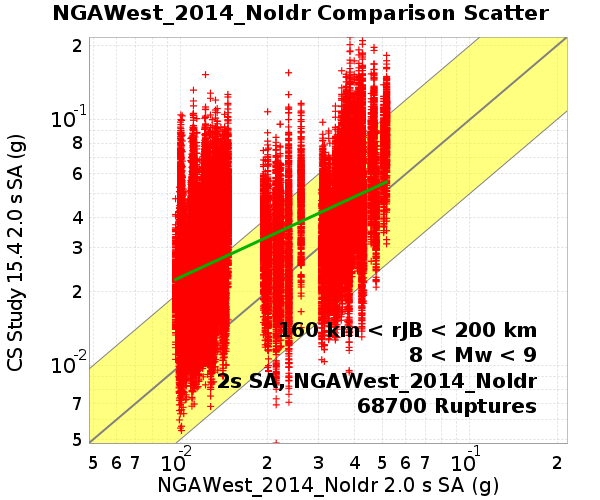 NGAWest_2014_NoIdr Comparison Scatter
CS Study 15.4 2.0 s SA (g)
2
10-1
8
6
4
3
2
10-2
7
5
160 km < rJB < 200 km
8 < Mw < 9
2s SA, NGAWest_2014_NoIdr
68700 Ruptures
5 6 7 10-2 2 3 4 5 6 7 10-1 2
NGAWest_2014_NoIdr 2.0 s SA (g)